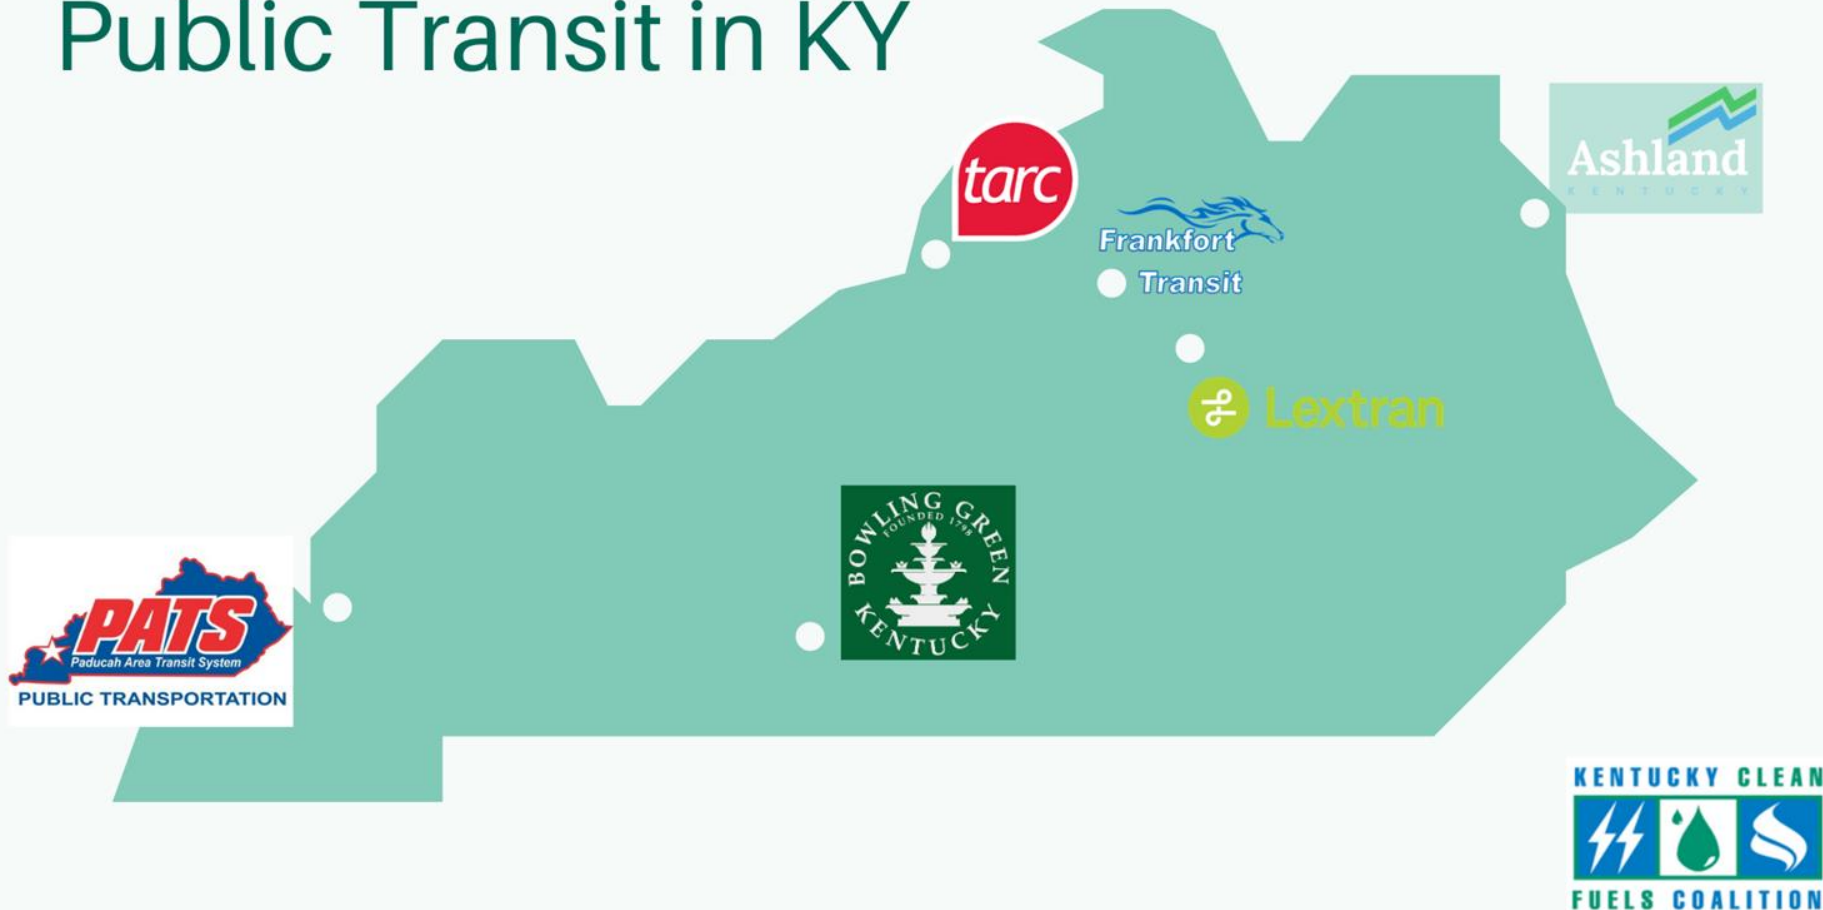 Public Transit in KY
tarc
Ashland
KENTUCKY
Frankfort
Transit
Lextran
BOWLING GREEN
FOUNDED 1798
KENTUCKY
PATS
Paducah Area Transit System
PUBLIC TRANSPORTATION
KENTUCKY CLEAN
FUELS COALITION